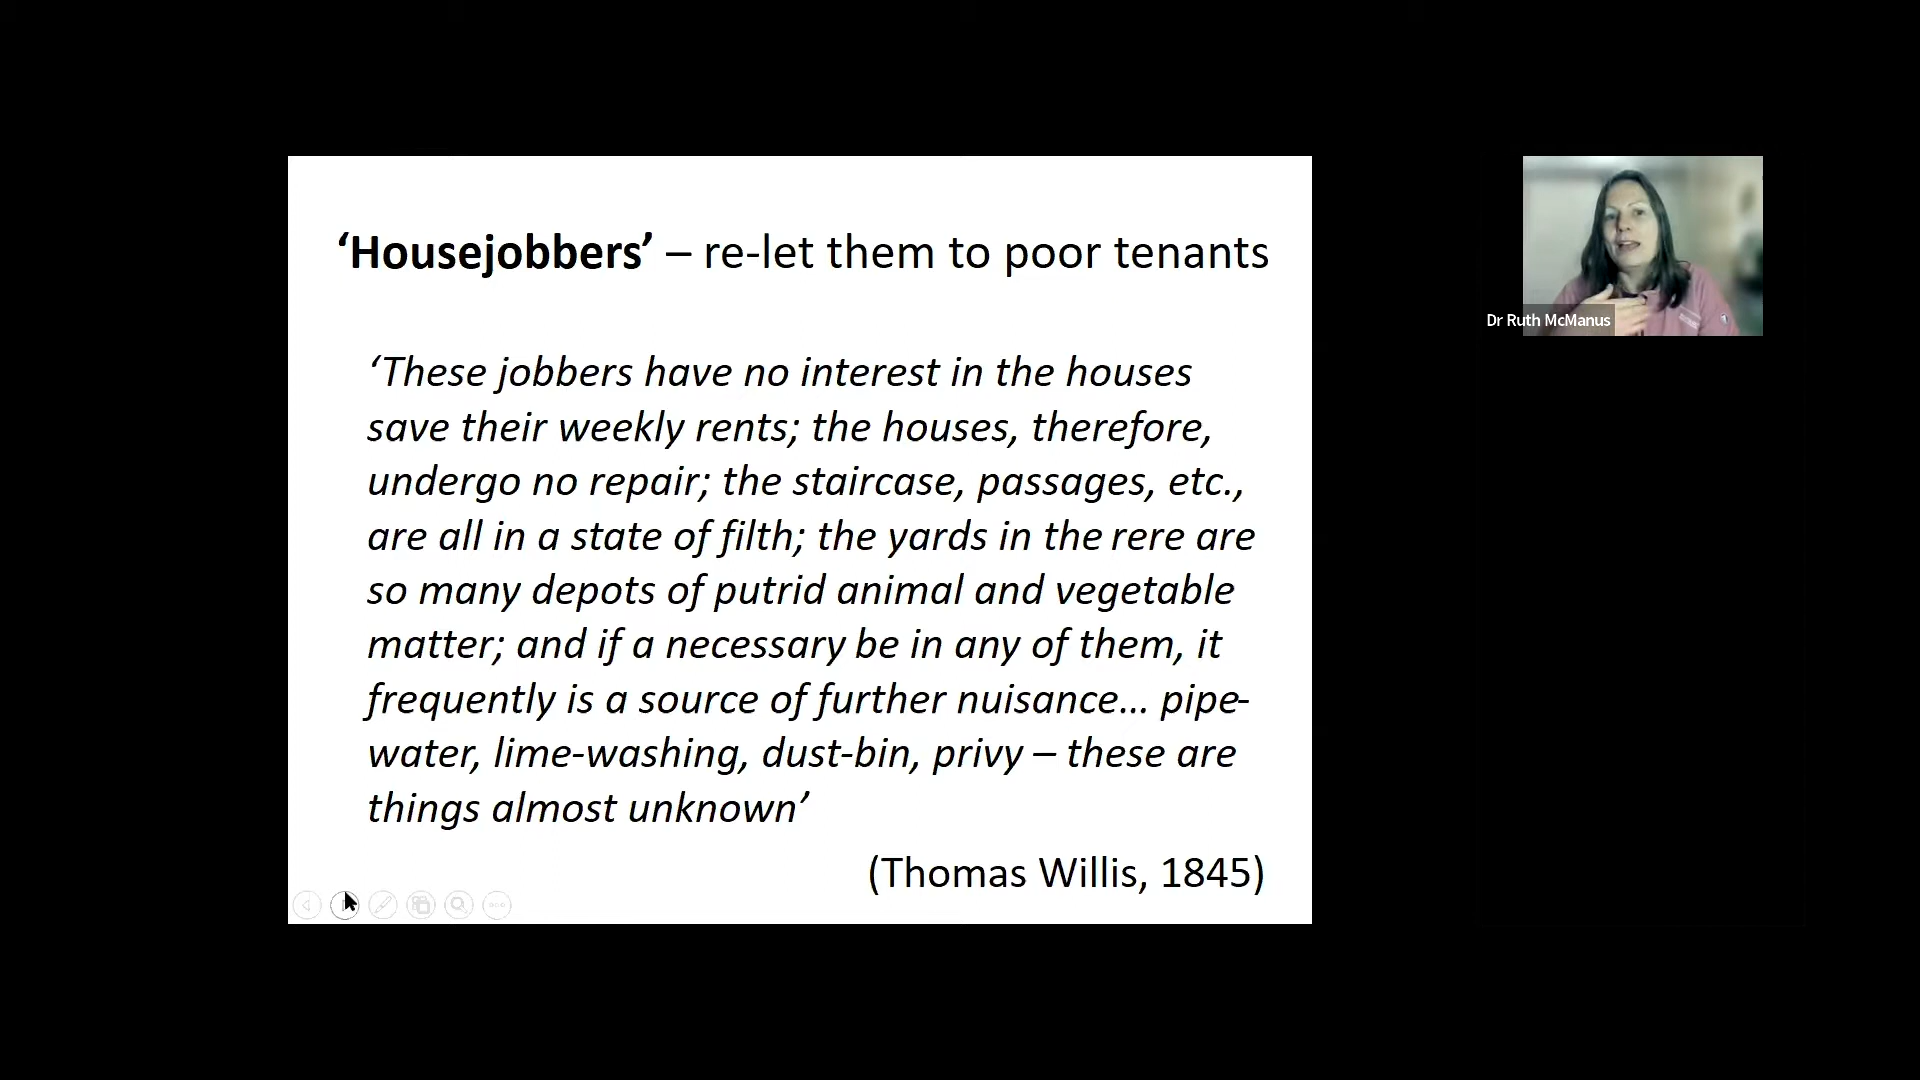 ‘Housejobbers’ – re-let them to poor tenants
‘These jobbers have no interest in the houses
save their weekly rents; the houses, therefore,
undergo no repair; the staircase, passages, etc.,
are all in a state of filth; the yards in the rere are
so many depots of putrid animal and vegetable
matter; and if a necessary be in any of them, it
frequently is a source of further nuisance... pipe-
water, lime-washing, dust-bin, privy – these are
things almost unknown’
(Thomas Willis, 1845)
Dr Ruth McManus